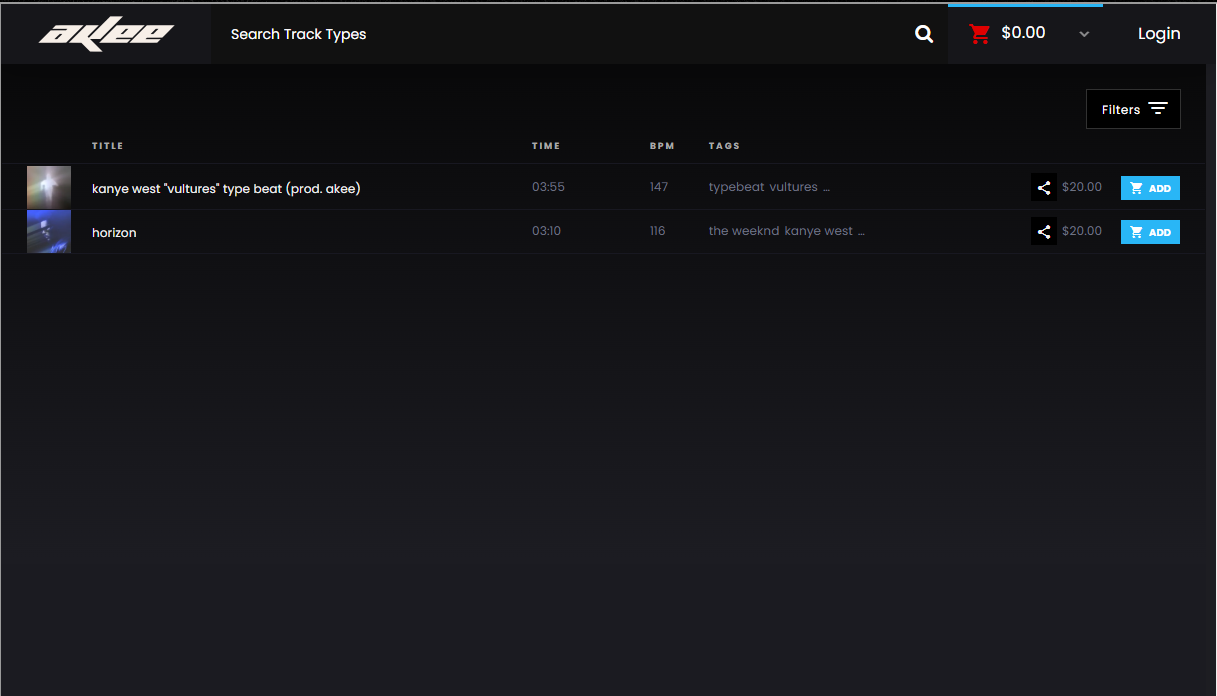 akee
Search Track Types
$0.00
Login
Filters
TITLE TIME BPM TAGS
kanye west "vultures" type beat (prod. akee) 03:55 147 typebeat vultures ... $20.00 ADD
horizon 03:10 116 the weeknd kanye west ... $20.00 ADD